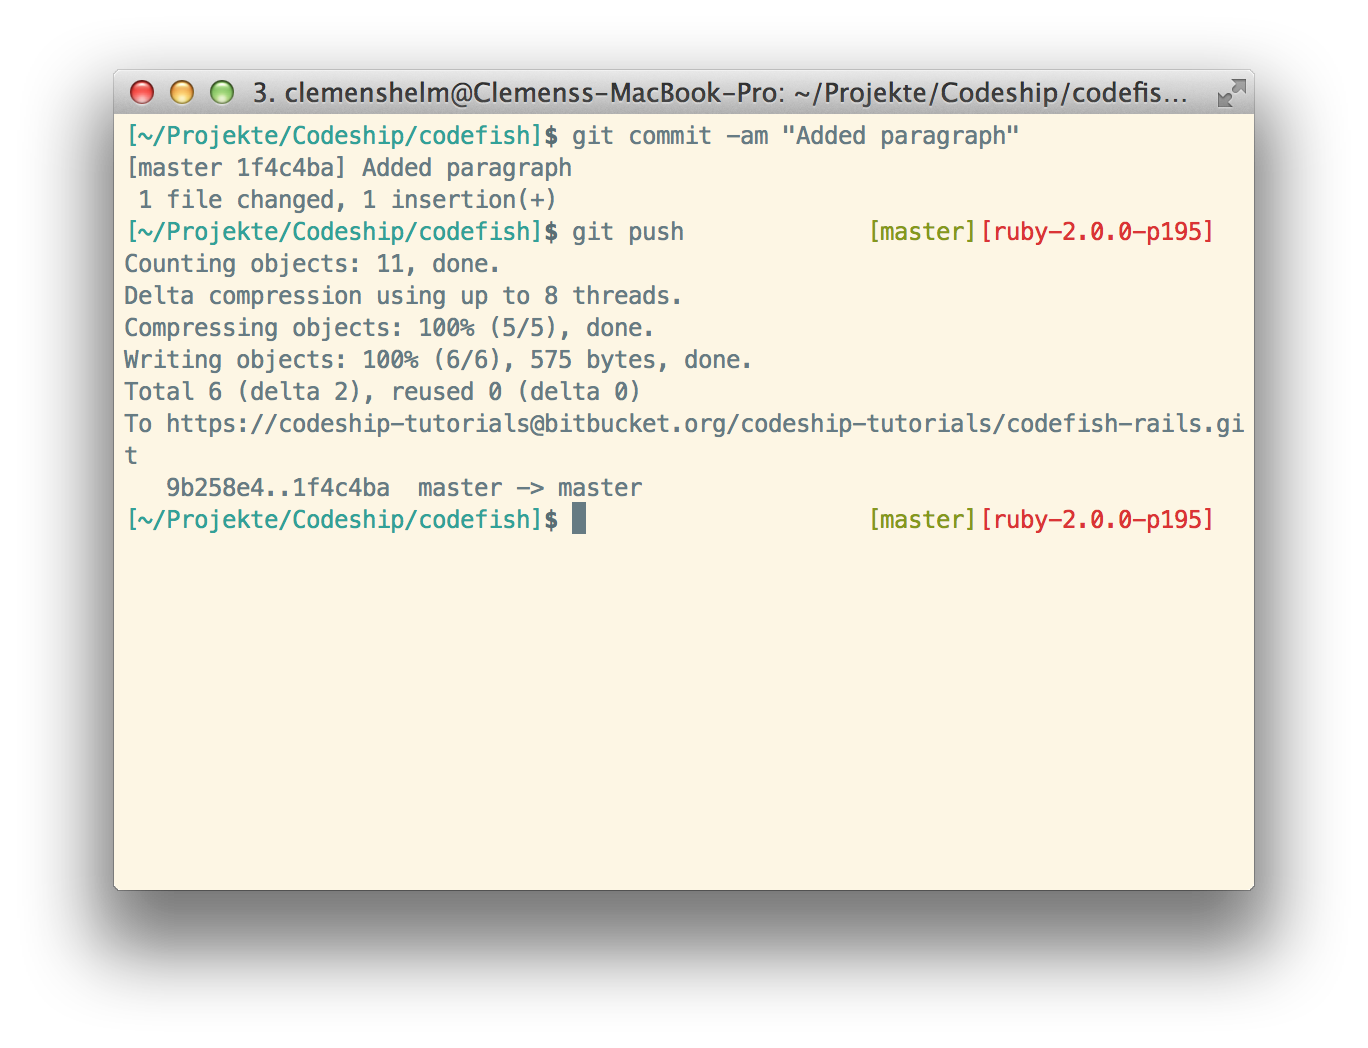 3. clemenshelm@Clemenss-MacBook-Pro: ~/Projekte/Codeship/codefis...
[~/Projekte/Codeship/codefish]$ git commit -am "Added paragraph"
[master 1f4c4ba] Added paragraph
 1 file changed, 1 insertion(+)
[~/Projekte/Codeship/codefish]$ git push [master][ruby-2.0.0-p195]
Counting objects: 11, done.
Delta compression using up to 8 threads.
Compressing objects: 100% (5/5), done.
Writing objects: 100% (6/6), 575 bytes, done.
Total 6 (delta 2), reused 0 (delta 0)
To https://codeship-tutorials@bitbucket.org/codeship-tutorials/codefish-rails.gi
t
   9b258e4..1f4c4ba  master -> master
[~/Projekte/Codeship/codefish]$ [master][ruby-2.0.0-p195]